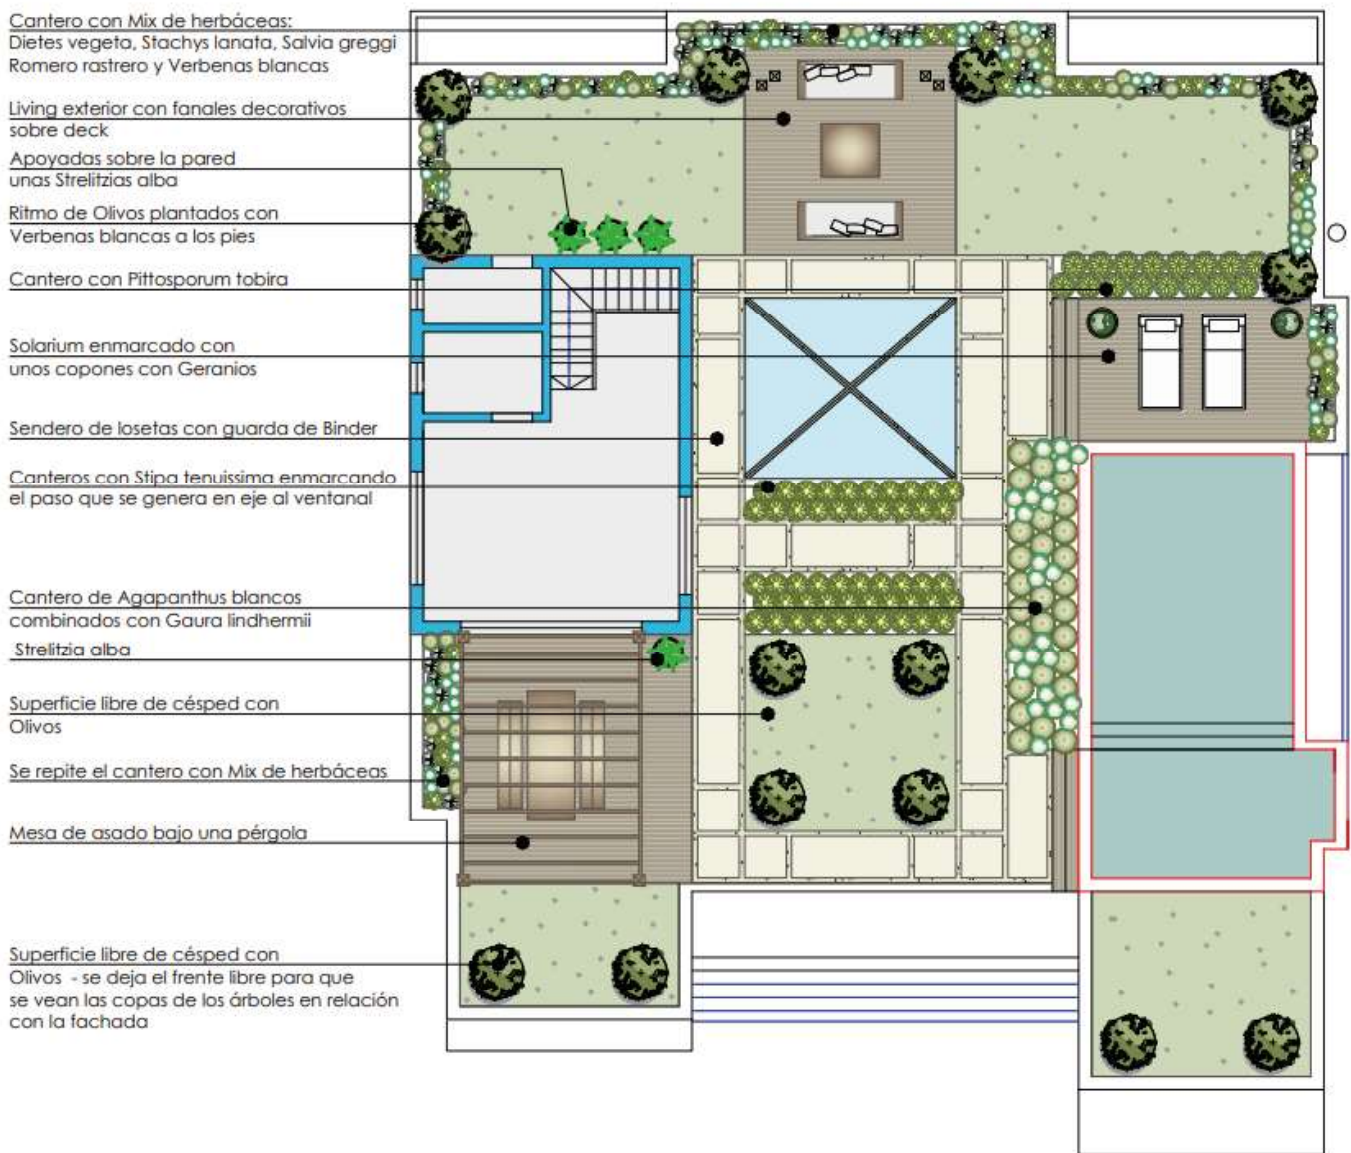 Cantero con Mix de herbáceas:
Dietes vegeta, Stachys lanata, Salvia greggi
Romero rastrero y Verbenas blancas
Living exterior con fanales decorativos
sobre deck
Apoyadas sobre la pared
unas Strelitzias alba
Ritmo de Olivos plantados con
Verbenas blancas a los pies
Cantero con Pittosporum tobira
Solarium enmarcado con
unos copones con Geranios
Sendero de losetas con guarda de Binder
Canteros con Stipa tenuissima enmarcando
el paso que se genera en eje al ventanal
Cantero de Agapanthus blancos
combinados con Gaura lindhermii
Strelitzia alba
Superficie libre de césped con
Olivos
Se repite el cantero con Mix de herbáceas
Mesa de asado bajo una pérgola
Superficie libre de césped con
Olivos - se deja el frente libre para que
se vean las copas de los árboles en relación
con la fachada